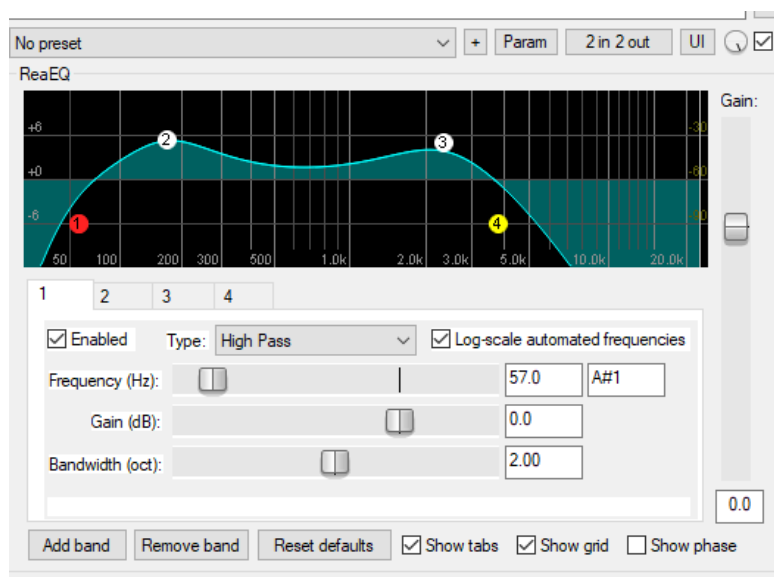 No preset + Param 2 in 2 out UI
ReaEQ
Gain:
+6 -30
+0 -60
-6 -90
2 3
1 4
50 100 200 300 500 1.0k 2.0k 3.0k 5.0k 10.0k 20.0k
1 2 3 4
Enabled Type: High Pass Log-scale automated frequencies
Frequency (Hz): 57.0 A#1
Gain (dB): 0.0
Bandwidth (oct): 2.00
0.0
Add band Remove band Reset defaults Show tabs Show grid Show phase